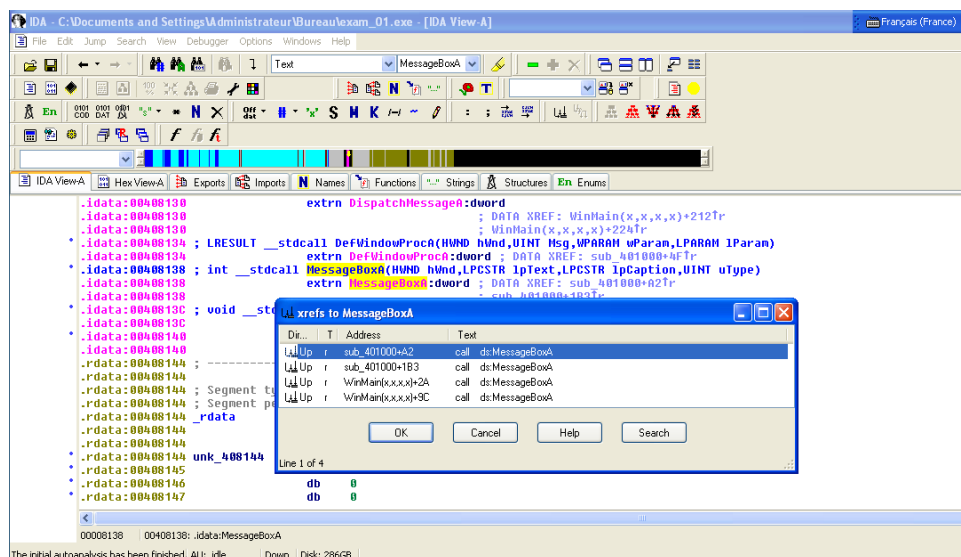 IDA - C:\Documents and Settings\Administrateur\Bureau\exam_01.exe - [IDA View-A]
Français (France)
File Edit Jump Search View Debugger Options Windows Help
Text MessageBoxA
En
IDA View-A Hex View-A Exports Imports N Names Functions Strings Structures En Enums
.idata:00408130 extrn DispatchMessageA:dword
.idata:00408130 ; DATA XREF: WinMain(x,x,x,x)+212↑r
.idata:00408130 ; WinMain(x,x,x,x)+224↑r
.idata:00408134 ; LRESULT __stdcall DefWindowProcA(HWND hWnd,UINT Msg,WPARAM wParam,LPARAM lParam)
.idata:00408134 extrn DefWindowProcA:dword ; DATA XREF: sub_401000+4F↑r
.idata:00408138 ; int __stdcall MessageBoxA(HWND hWnd,LPCSTR lpText,LPCSTR lpCaption,UINT uType)
.idata:00408138 extrn MessageBoxA:dword ; DATA XREF: sub_401000+A2↑r
.idata:00408138 ; sub_401000+1B3↑r
.idata:0040813C ; void __st
.idata:0040813C
.idata:00408140
.idata:00408140
.rdata:00408144 ; -----------
.rdata:00408144
.rdata:00408144 ; Segment ty
.rdata:00408144 ; Segment pe
.rdata:00408144 _rdata
.rdata:00408144
.rdata:00408144
.rdata:00408144 unk_408144
.rdata:00408145
.rdata:00408146 db 0
.rdata:00408147 db 0
xrefs to MessageBoxA
Dir... T Address Text
Up r sub_401000+A2 call ds:MessageBoxA
Up r sub_401000+1B3 call ds:MessageBoxA
Up r WinMain(x,x,x,x)+2A call ds:MessageBoxA
Up r WinMain(x,x,x,x)+9C call ds:MessageBoxA
OK Cancel Help Search
Line 1 of 4
00008138 00408138: .idata:MessageBoxA
The initial autoanalysis has been finished. AU: idle Down Disk: 286GB